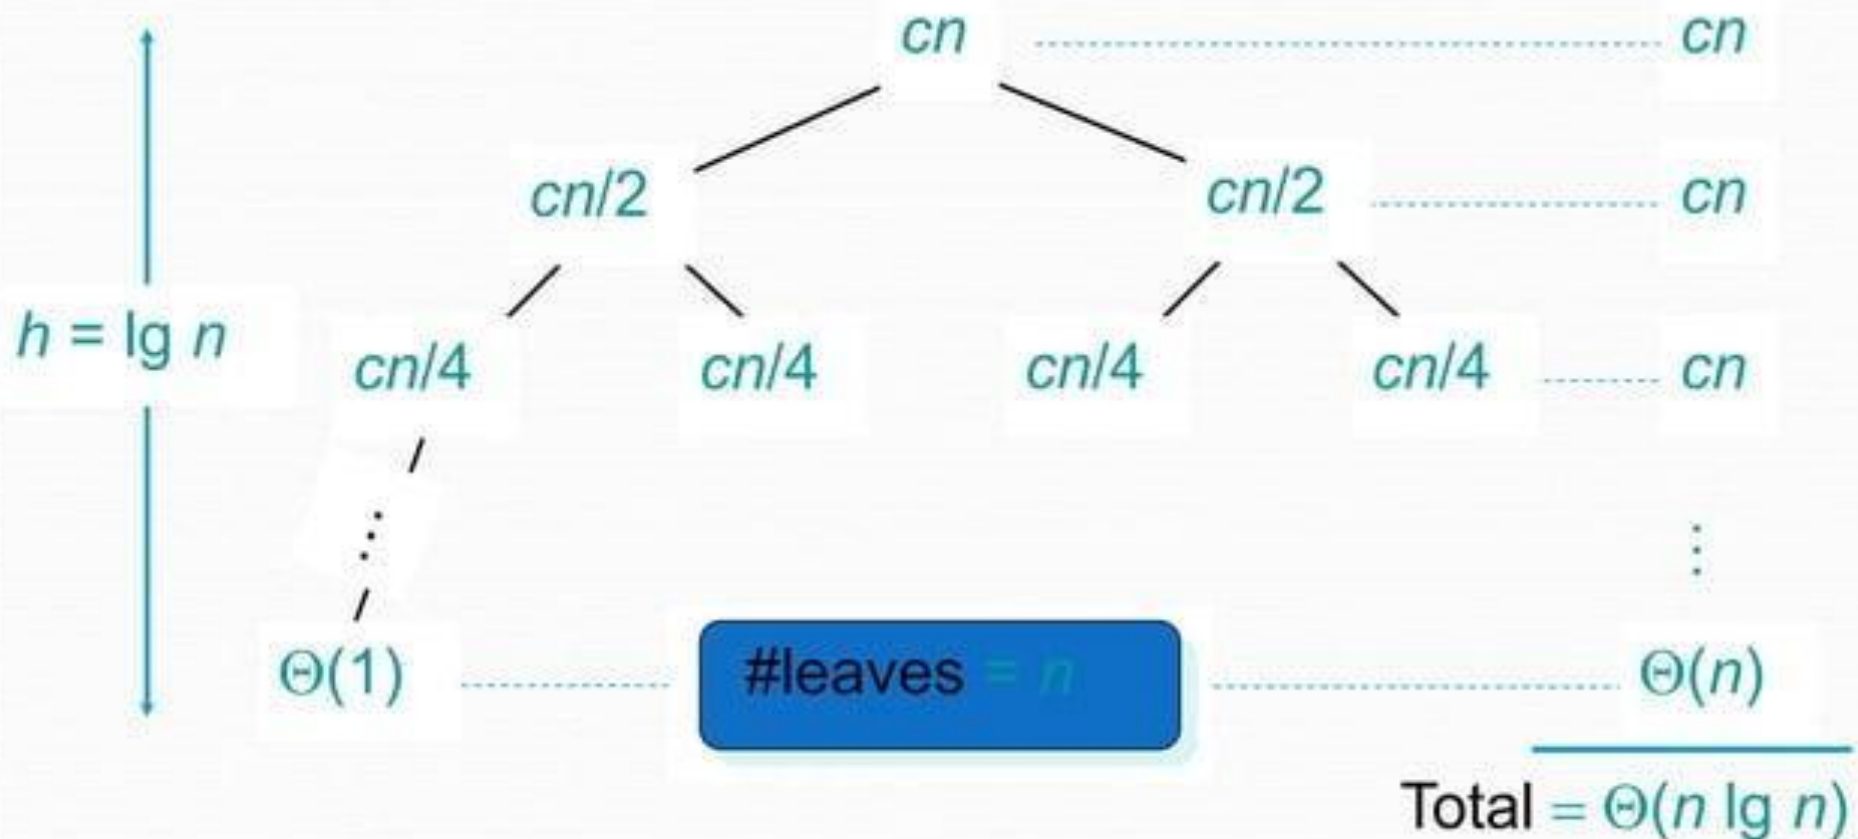 cn cn
cn/2 cn/2 cn
h = lg n cn/4 cn/4 cn/4 cn/4 cn
Θ(1) #leaves = n Θ(n)
Total = Θ(n lg n)